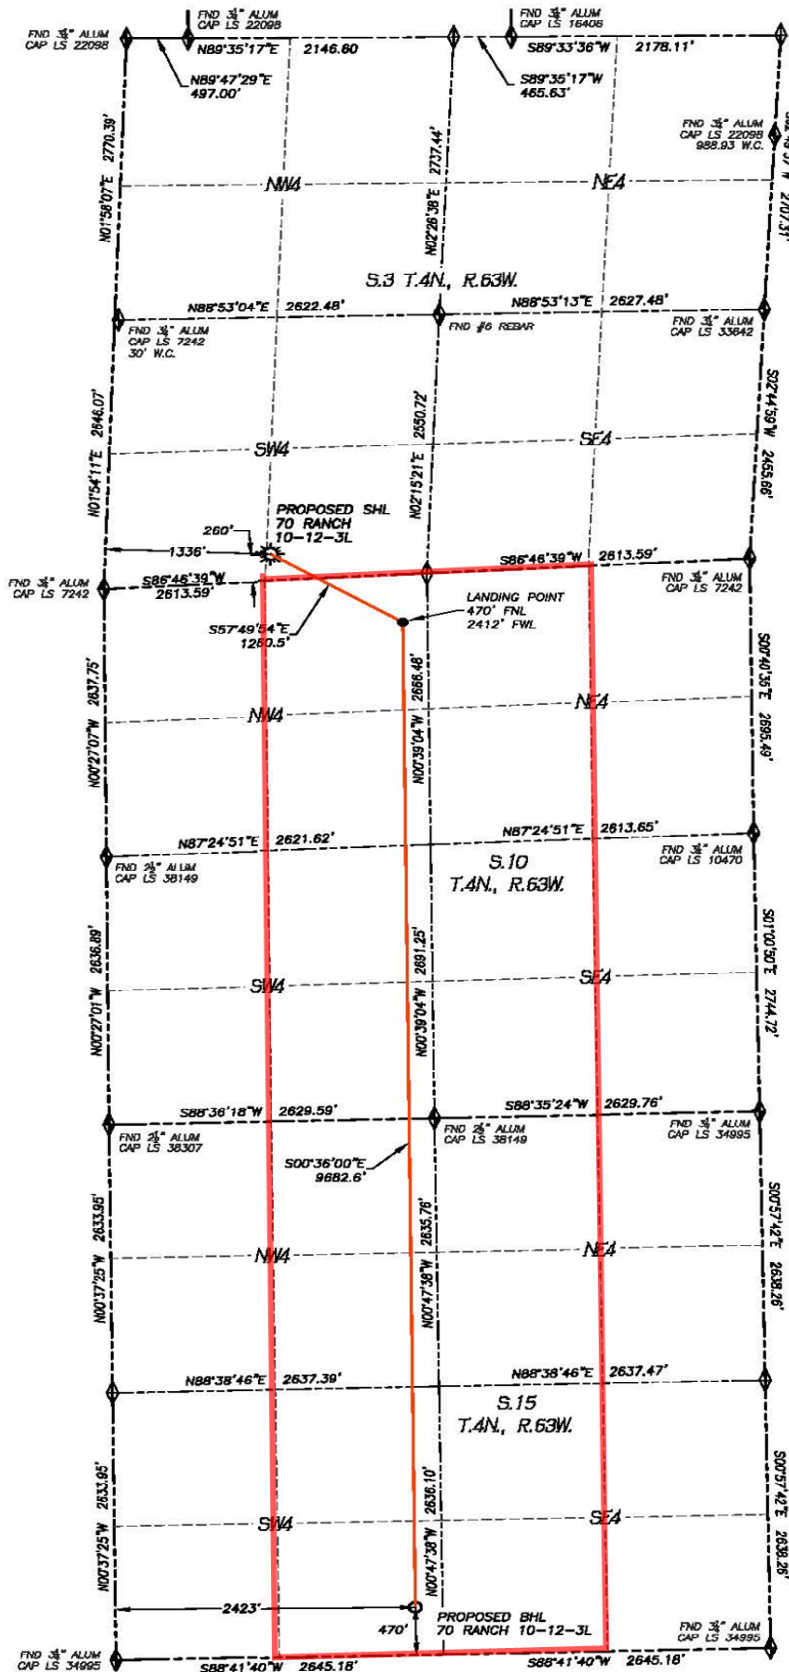 FND 3¼" ALUM
CAP LS 22098
FND 3¼" ALUM
CAP LS 16406
FND 3¼" ALUM
CAP LS 22098
N89°35'17"E 2146.60
S89°33'36"W 2178.11'
N89°47'29"E
497.00'
S89°35'17"W
465.63'
FND 3¼" ALUM
CAP LS 22098
988.93 W.C.
2707.31'
N01°58'07"E 2770.39'
N02°26'38"E 2737.44'
NW4
NE4
S.3 T.4N., R.63W.
N88°53'04"E 2622.48'
N88°53'13"E 2627.48'
FND 3¼" ALUM
CAP LS 7242
30' W.C.
FND #6 REBAR
FND 3¼" ALUM
CAP LS 33642
N01°54'11"E 2646.07'
N02°15'21"E 2550.72'
S02°44'59"W 2455.66'
SW4
SE4
PROPOSED SHL
70 RANCH
10-12-3L
260'
1336'
S86°46'39"W
2613.59'
S86°46'39"W 2613.59'
FND 3¼" ALUM
CAP LS 7242
FND 3¼" ALUM
CAP LS 7242
LANDING POINT
470' FNL
2412' FWL
S57°49'54"E
1260.5'
N00°27'07"W 2637.75'
N00°39'04"W 2666.48'
S00°40'35"E 2695.49'
NW4
NE4
N87°24'51"E 2621.62'
N87°24'51"E 2613.65'
FND 2½" ALUM
CAP LS 38149
FND 3¼" ALUM
CAP LS 10470
S.10
T.4N., R.63W.
N00°27'01"W 2636.89'
N00°39'04"W 2691.25'
S01°00'50"E 2744.72'
SW4
SE4
S88°36'18"W 2629.59'
S88°35'24"W 2629.76'
FND 2½" ALUM
CAP LS 38307
FND 2½" ALUM
CAP LS 38149
FND 3¼" ALUM
CAP LS 34995
S00°36'00"E
9682.6'
N00°37'25"W 2633.95'
N00°47'38"W 2635.76'
S00°57'42"E 2638.26'
NW4
NE4
N88°38'46"E 2637.39'
N88°38'46"E 2637.47'
S.15
T.4N., R.63W.
N00°37'25"W 2633.95'
N00°47'38"W 2636.10'
S00°57'42"E 2638.26'
SW4
SE4
2423'
470'
PROPOSED BHL
70 RANCH 10-12-3L
FND 3¼" ALUM
CAP LS 34995
FND 3¼" ALUM
CAP LS 34995
S88°41'40"W 2645.18'
S88°41'40"W 2645.18'